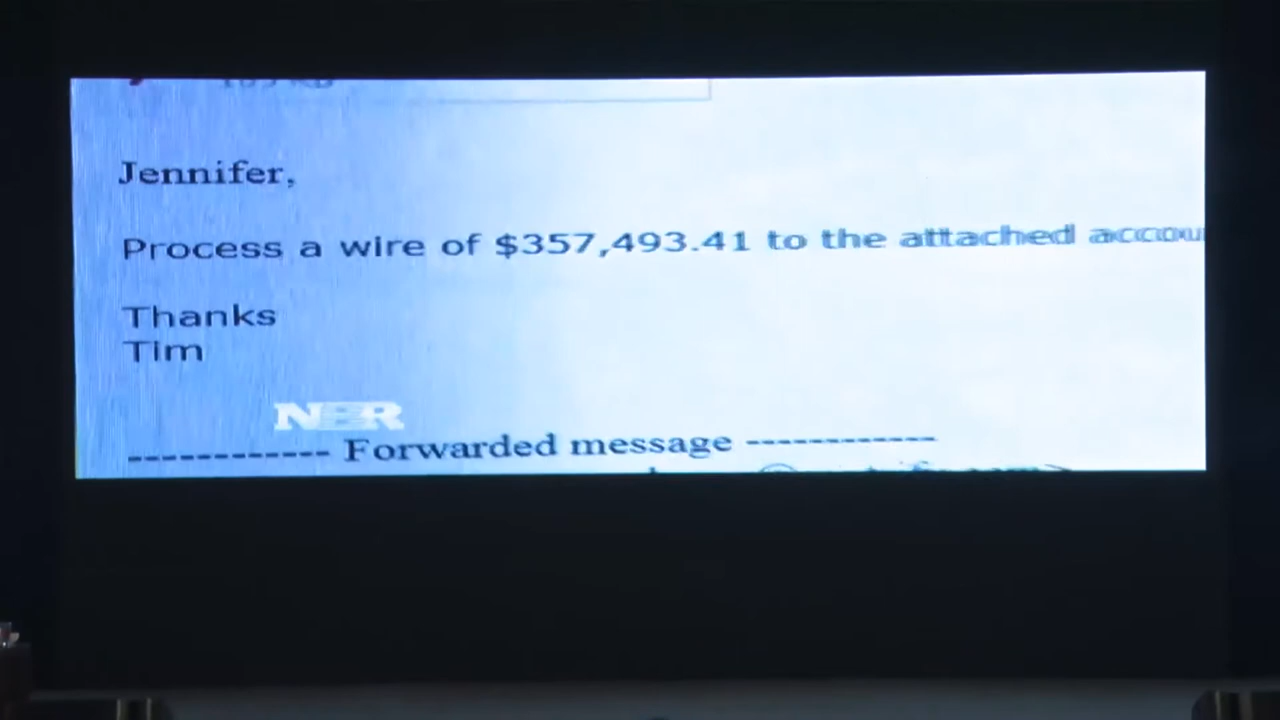 Jennifer,
Process a wire of $357,493.41 to the attached
Thanks
Tim
NBR
------------ Forwarded message ------------